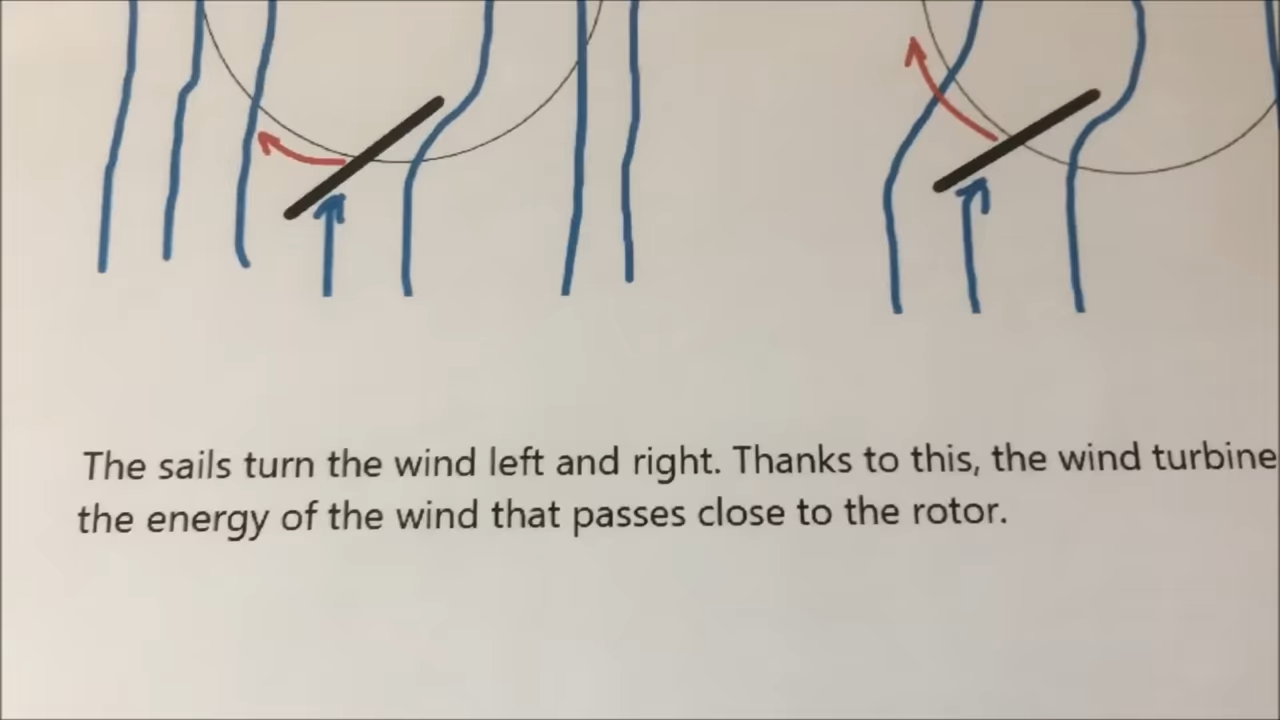 The sails turn the wind left and right. Thanks to this, the wind turbine
the energy of the wind that passes close to the rotor.